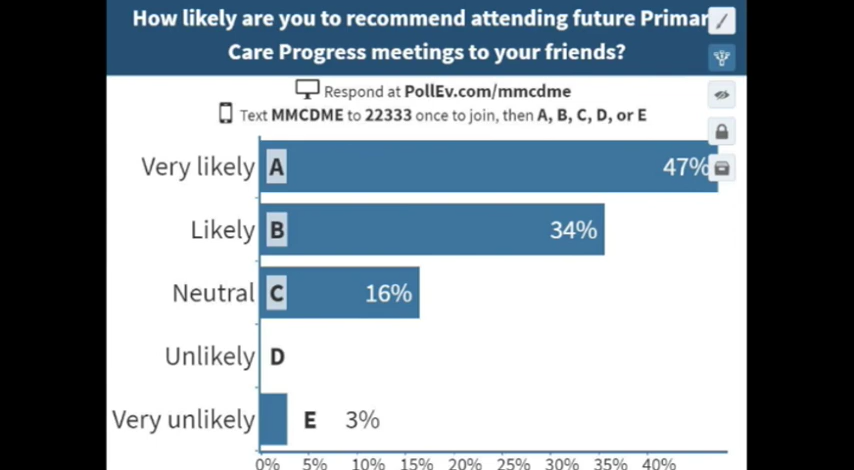 How likely are you to recommend attending future Primar
Care Progress meetings to your friends?
Respond at PollEv.com/mmcdme
Text MMCDME to 22333 once to join, then A, B, C, D, or E
Very likely A 47%
Likely B 34%
Neutral C 16%
Unlikely D
Very unlikely E 3%
0% 5% 10% 15% 20% 25% 30% 35% 40%